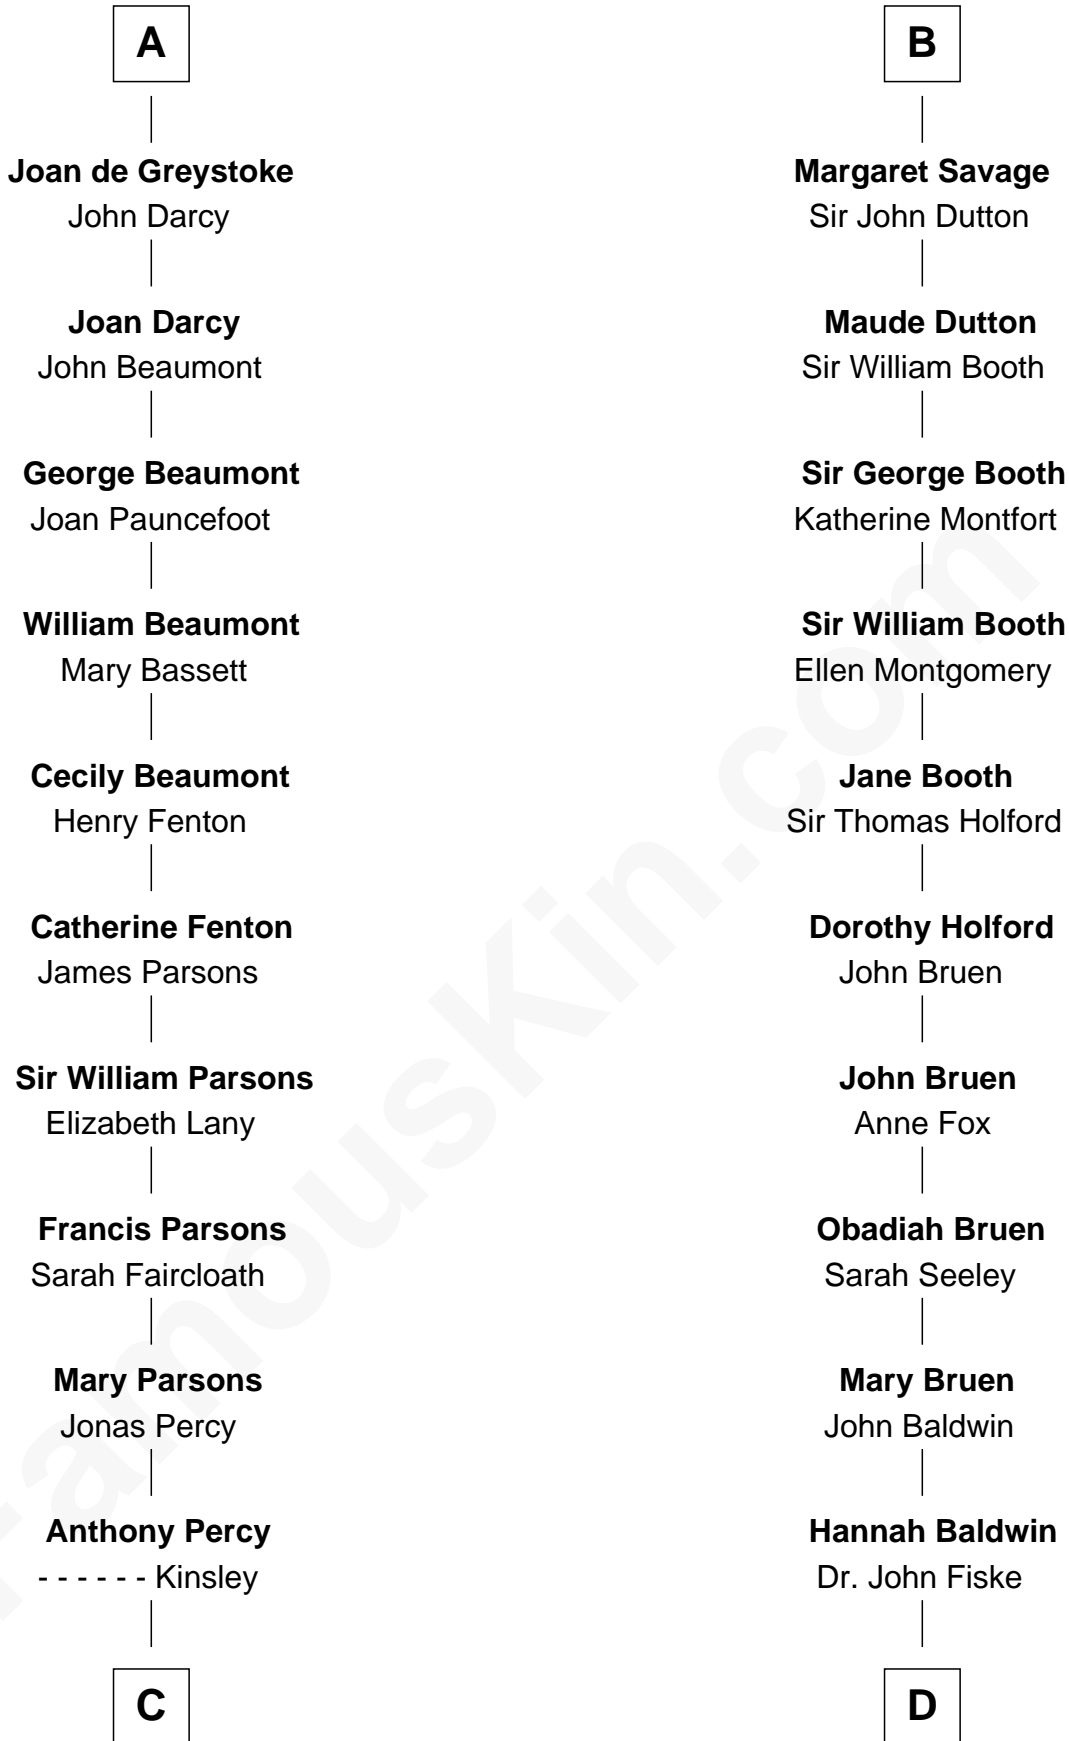 A
Joan de Greystoke
John Darcy
Joan Darcy
John Beaumont
George Beaumont
Joan Pauncefoot
William Beaumont
Mary Bassett
Cecily Beaumont
Henry Fenton
Catherine Fenton
James Parsons
Sir William Parsons
Elizabeth Lany
Francis Parsons
Sarah Faircloath
Mary Parsons
Jonas Percy
Anthony Percy
- - - - - - Kinsley
C
B
Margaret Savage
Sir John Dutton
Maude Dutton
Sir William Booth
Sir George Booth
Katherine Montfort
Sir William Booth
Ellen Montgomery
Jane Booth
Sir Thomas Holford
Dorothy Holford
John Bruen
John Bruen
Anne Fox
Obadiah Bruen
Sarah Seeley
Mary Bruen
John Baldwin
Hannah Baldwin
Dr. John Fiske
D
FamousKin.com